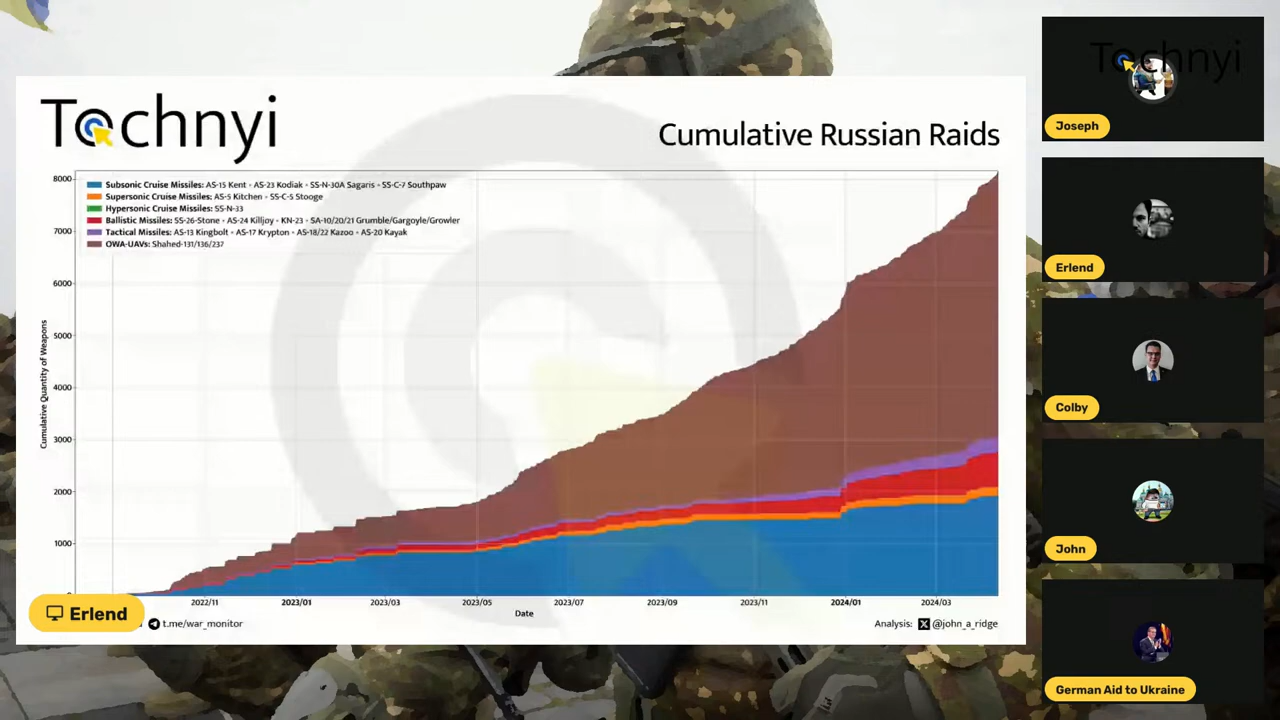 Technyi
Cumulative Russian Raids
Cumulative Quantity of Weapons
8000
7000
6000
5000
4000
3000
2000
1000
Subsonic Cruise Missiles: AS-15 Kent - AS-23 Kodiak - SS-N-30A Sagaris - SS-C-7 Southpaw
Supersonic Cruise Missiles: AS-5 Kitchen - SS-C-5 Stooge
Hypersonic Cruise Missiles: SS-N-33
Ballistic Missiles: SS-26-Stone - AS-24 Killjoy - KN-23 - SA-10/20/21 Grumble/Gargoyle/Growler
Tactical Missiles: AS-13 Kingbolt - AS-17 Krypton - AS-18/22 Kazoo - AS-20 Kayak
OWA-UAVs: Shahed-131/136/237
2022/11 2023/01 2023/03 2023/05 2023/07 2023/09 2023/11 2024/01 2024/03
Date
t.me/war_monitor
Analysis: X @john_a_ridge
Erlend
Technyi
Joseph
Erlend
Colby
John
German Aid to Ukraine